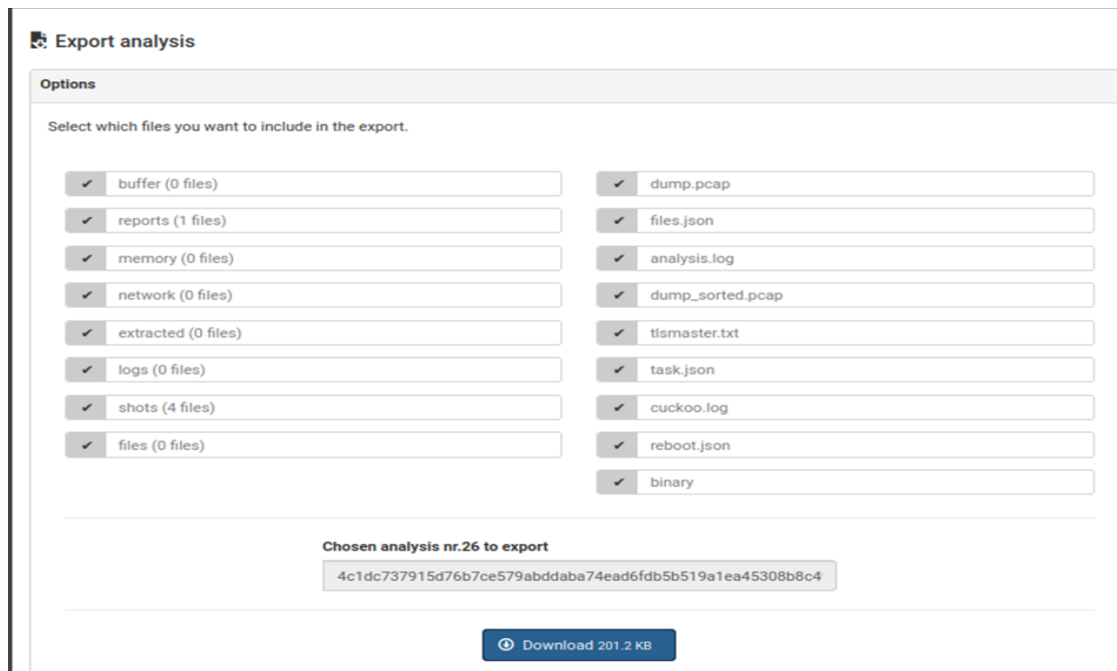 Export analysis
Options
Select which files you want to include in the export.
buffer (0 files)
reports (1 files)
memory (0 files)
network (0 files)
extracted (0 files)
logs (0 files)
shots (4 files)
files (0 files)
dump.pcap
files.json
analysis.log
dump_sorted.pcap
tlsmaster.txt
task.json
cuckoo.log
reboot.json
binary
Chosen analysis nr.26 to export
4c1dc737915d76b7ce579abddaba74ead6fdb5b519a1ea45308b8c4
Download 201.2 KB